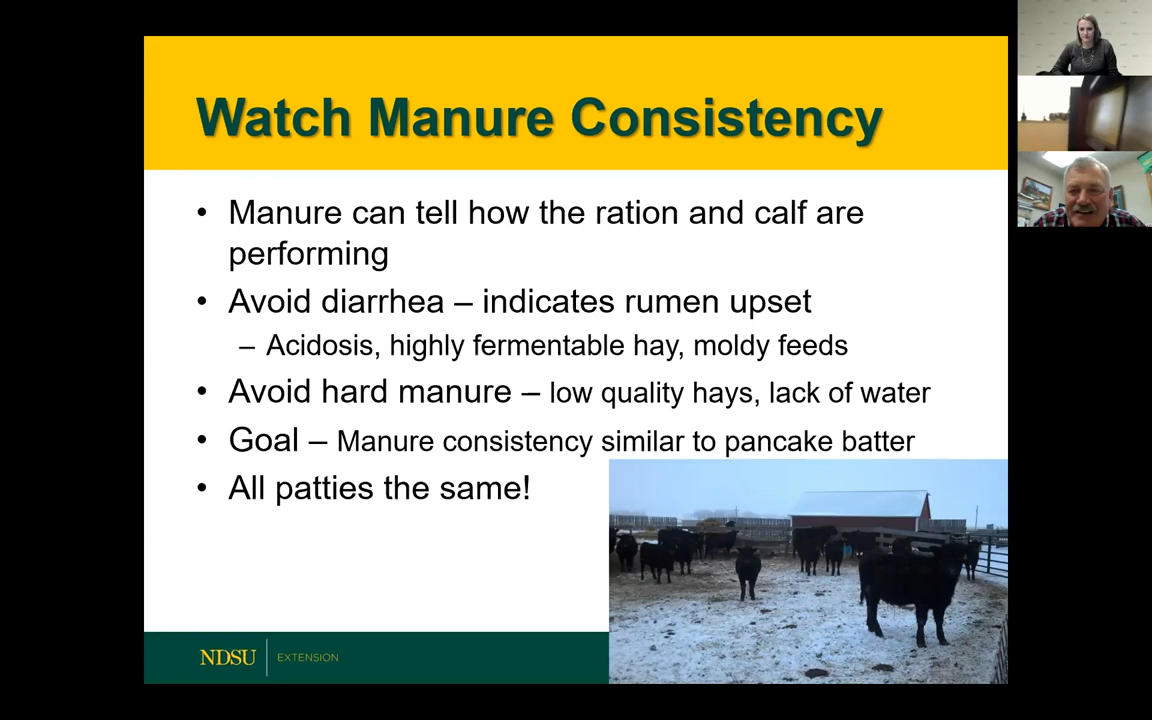 Watch Manure Consistency
• Manure can tell how the ration and calf are
performing
• Avoid diarrhea – indicates rumen upset
– Acidosis, highly fermentable hay, moldy feeds
• Avoid hard manure – low quality hays, lack of water
• Goal – Manure consistency similar to pancake batter
• All patties the same!
NDSU EXTENSION